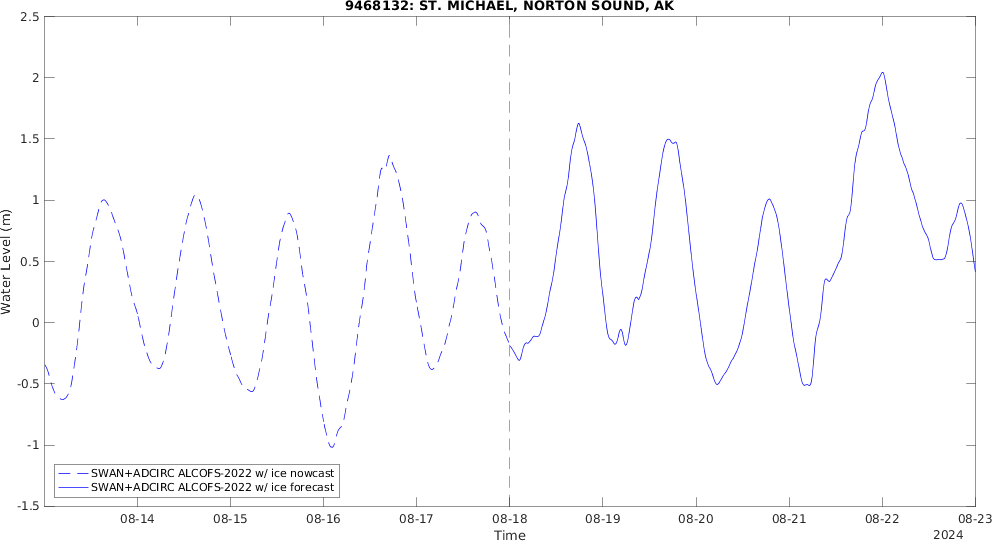 9468132: ST. MICHAEL, NORTON SOUND, AK
Water Level (m)
2.5
2
1.5
1
0.5
0
-0.5
-1
-1.5
SWAN+ADCIRC ALCOFS-2022 w/ ice nowcast
SWAN+ADCIRC ALCOFS-2022 w/ ice forecast
08-14 08-15 08-16 08-17 08-18 08-19 08-20 08-21 08-22 08-23
Time
2024